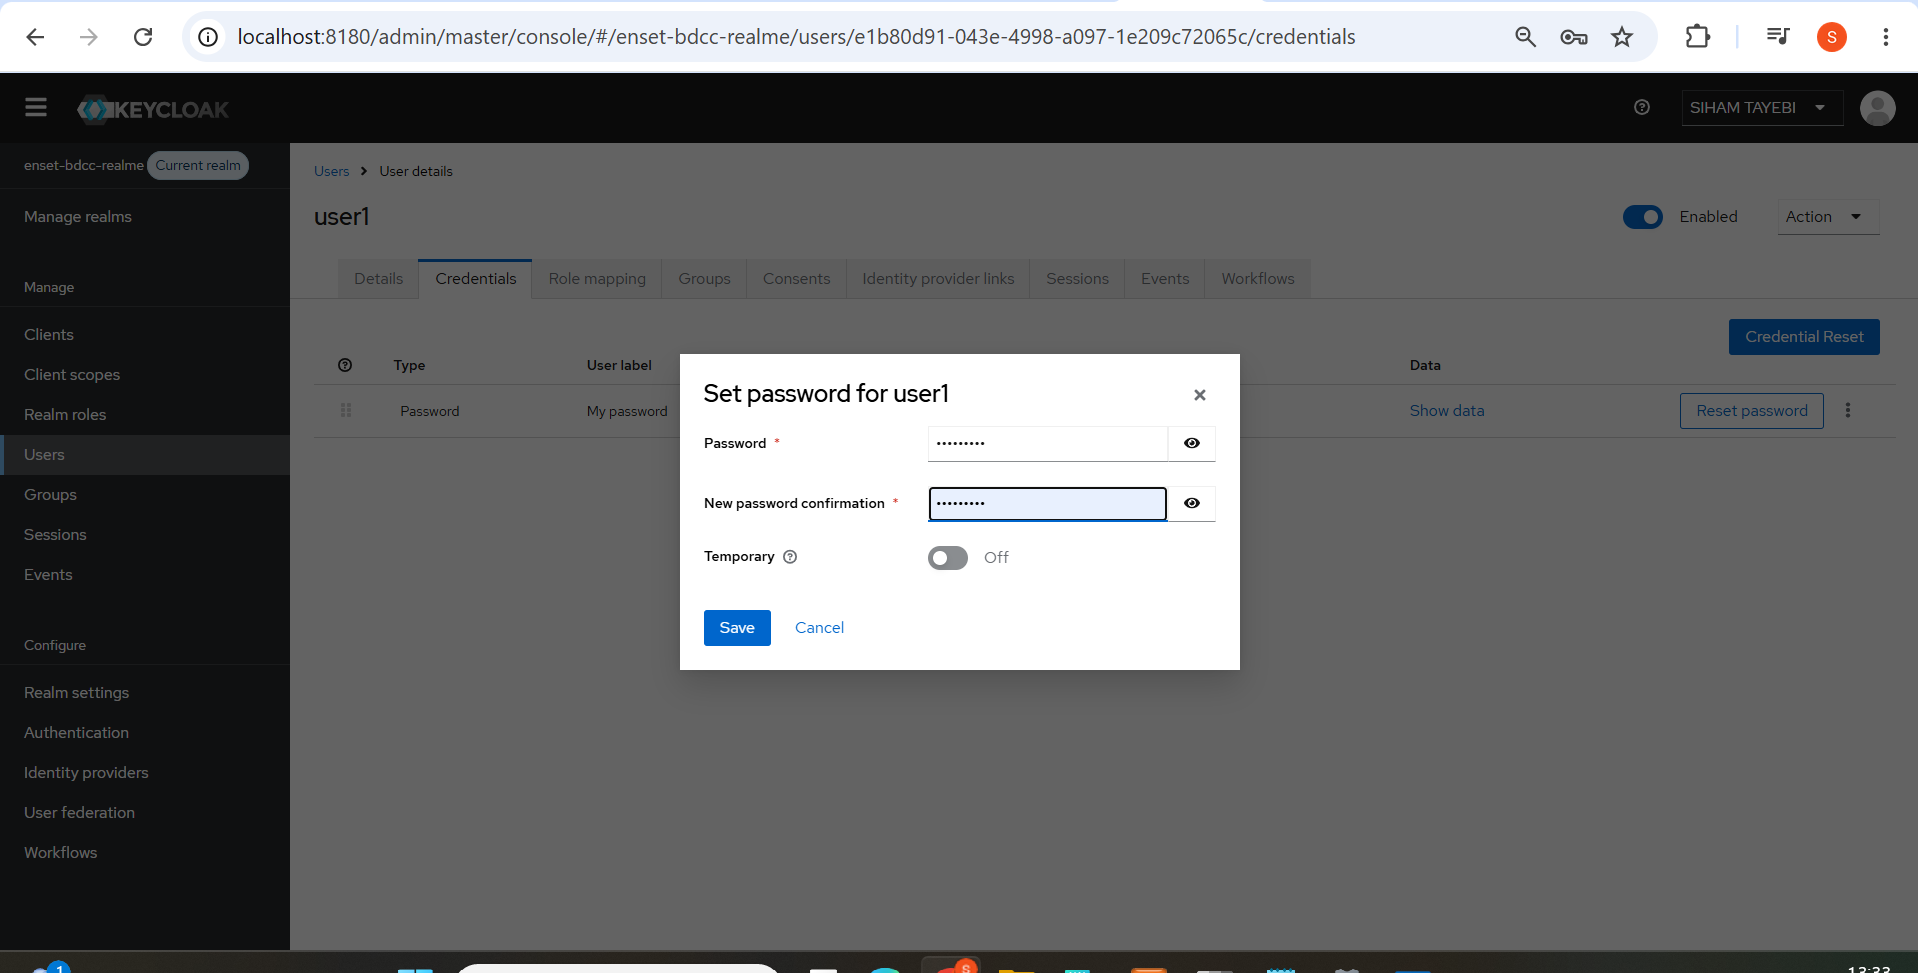 localhost:8180/admin/master/console/#/enset-bdcc-realme/users/e1b80d91-043e-4998-a097-1e209c72065c/credentials
S
KEYCLOAK
SIHAM TAYEBI
enset-bdcc-realme Current realm
Manage realms
Manage
Clients
Client scopes
Realm roles
Users
Groups
Sessions
Events
Configure
Realm settings
Authentication
Identity providers
User federation
Workflows
Users > User details
user1
Enabled
Action
Details Credentials Role mapping Groups Consents Identity provider links Sessions Events Workflows
Credential Reset
Type User label Data
Password My password Show data Reset password
Set password for user1
Password *
New password confirmation *
Temporary Off
Save Cancel
1
S